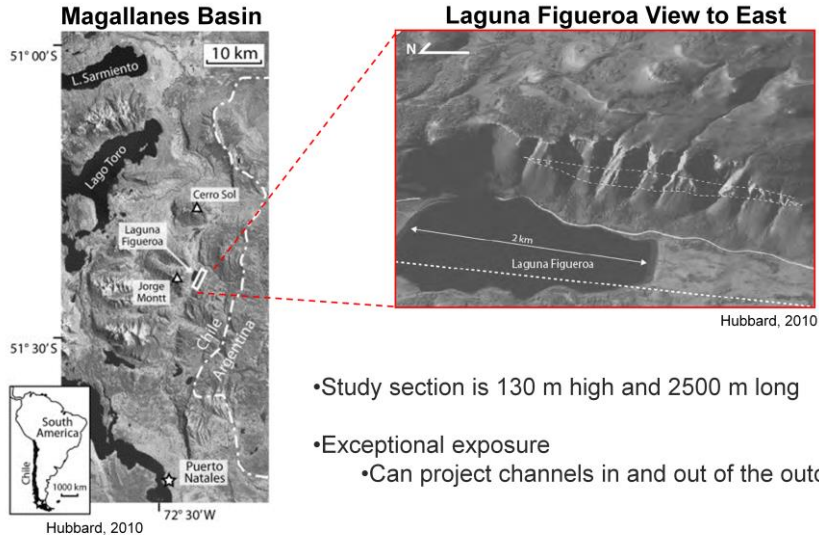 Magallanes Basin
Laguna Figueroa View to East
51° 00'S
10 km
L. Sarmiento
Lago Toro
Cerro Sol
Laguna
Figueroa
Jorge
Montt
Chile
Argentina
51° 30'S
South
America
Chile
1000 km
Puerto
Natales
72° 30'W
Hubbard, 2010
N
2 km
Laguna Figueroa
Hubbard, 2010
•Study section is 130 m high and 2500 m long
•Exceptional exposure
•Can project channels in and out of the